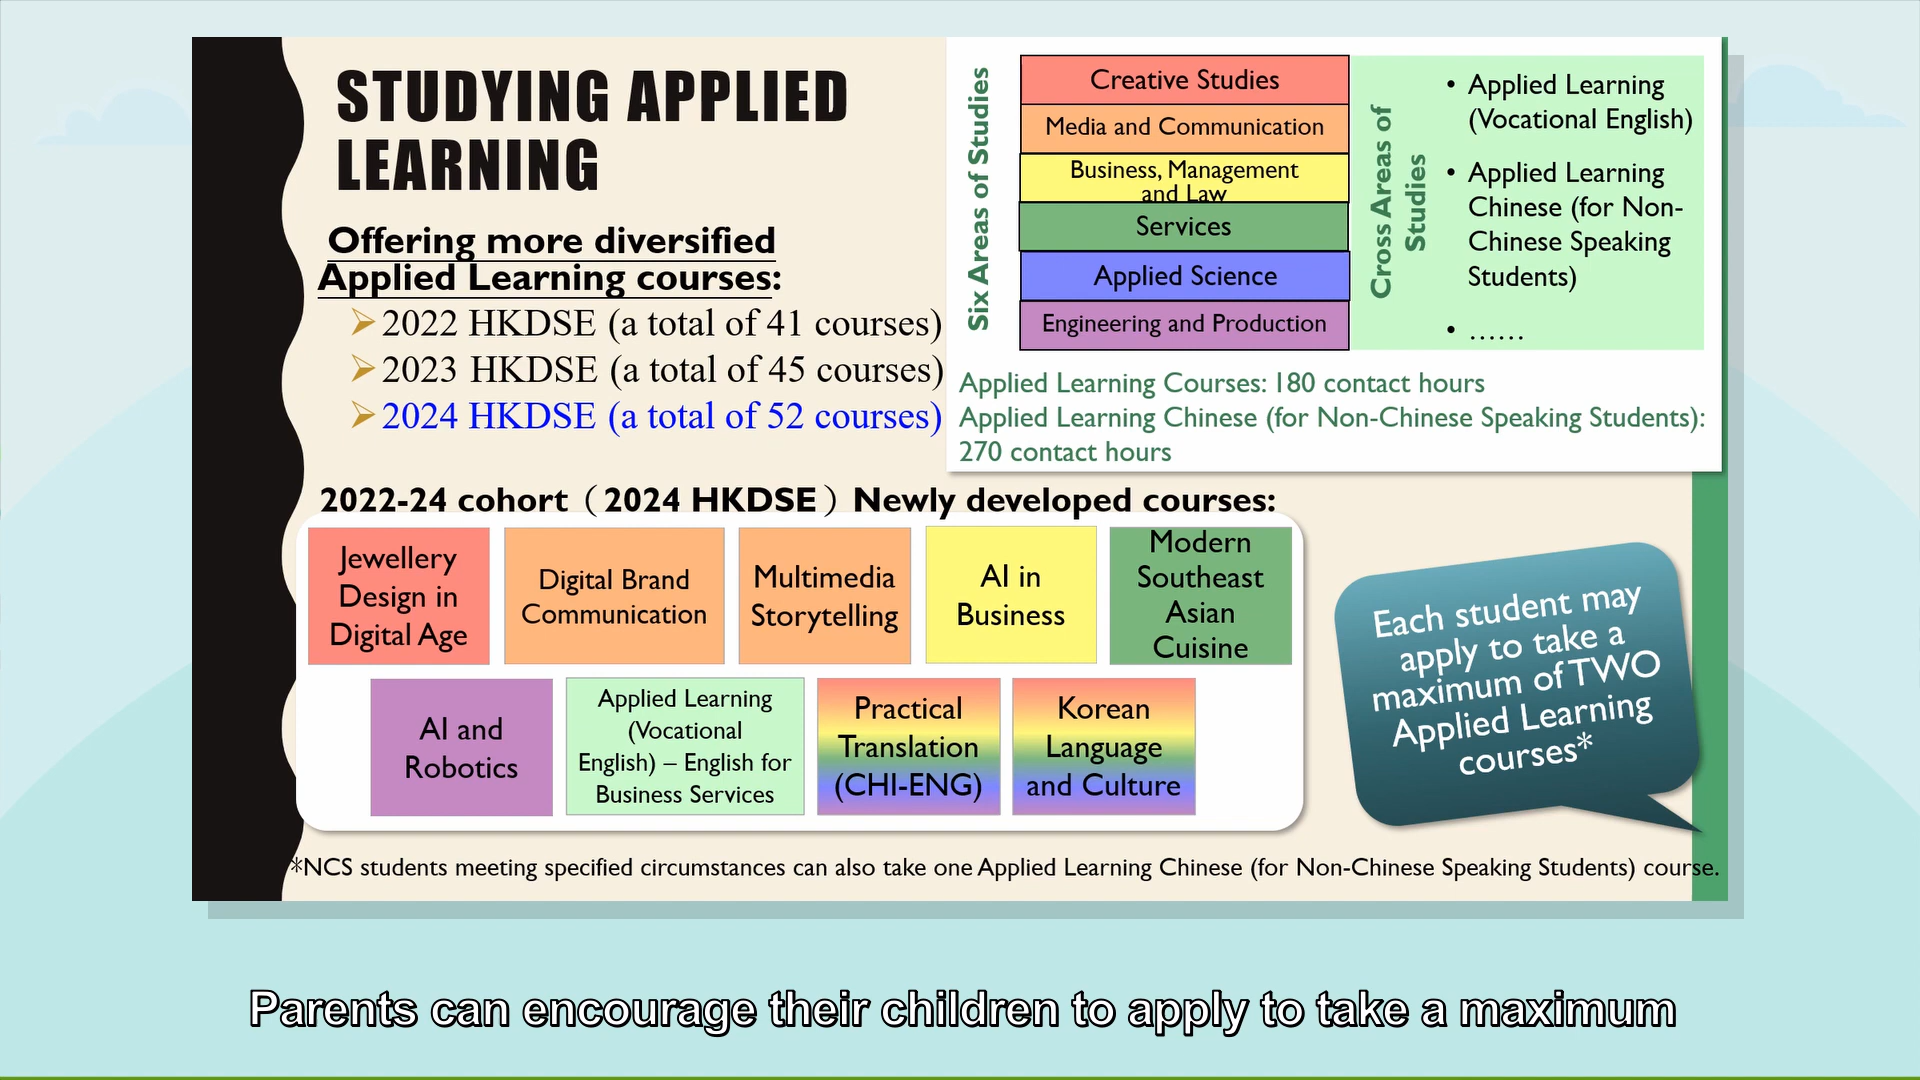 STUDYING APPLIED
LEARNING
Offering more diversified
Applied Learning courses:
2022 HKDSE (a total of 41 courses)
2023 HKDSE (a total of 45 courses)
2024 HKDSE (a total of 52 courses)
Six Areas of Studies
Creative Studies
Media and Communication
Business, Management
and Law
Services
Applied Science
Engineering and Production
Cross Areas of
Studies
• Applied Learning
(Vocational English)
• Applied Learning
Chinese (for Non-
Chinese Speaking
Students)
• ……
Applied Learning Courses: 180 contact hours
Applied Learning Chinese (for Non-Chinese Speaking Students):
270 contact hours
2022-24 cohort（2024 HKDSE）Newly developed courses:
Jewellery
Design in
Digital Age
Digital Brand
Communication
Multimedia
Storytelling
AI in
Business
Modern
Southeast
Asian
Cuisine
AI and
Robotics
Applied Learning
(Vocational
English) – English for
Business Services
Practical
Translation
(CHI-ENG)
Korean
Language
and Culture
Each student may
apply to take a
maximum of TWO
Applied Learning
courses*
*NCS students meeting specified circumstances can also take one Applied Learning Chinese (for Non-Chinese Speaking Students) course.
Parents can encourage their children to apply to take a maximum